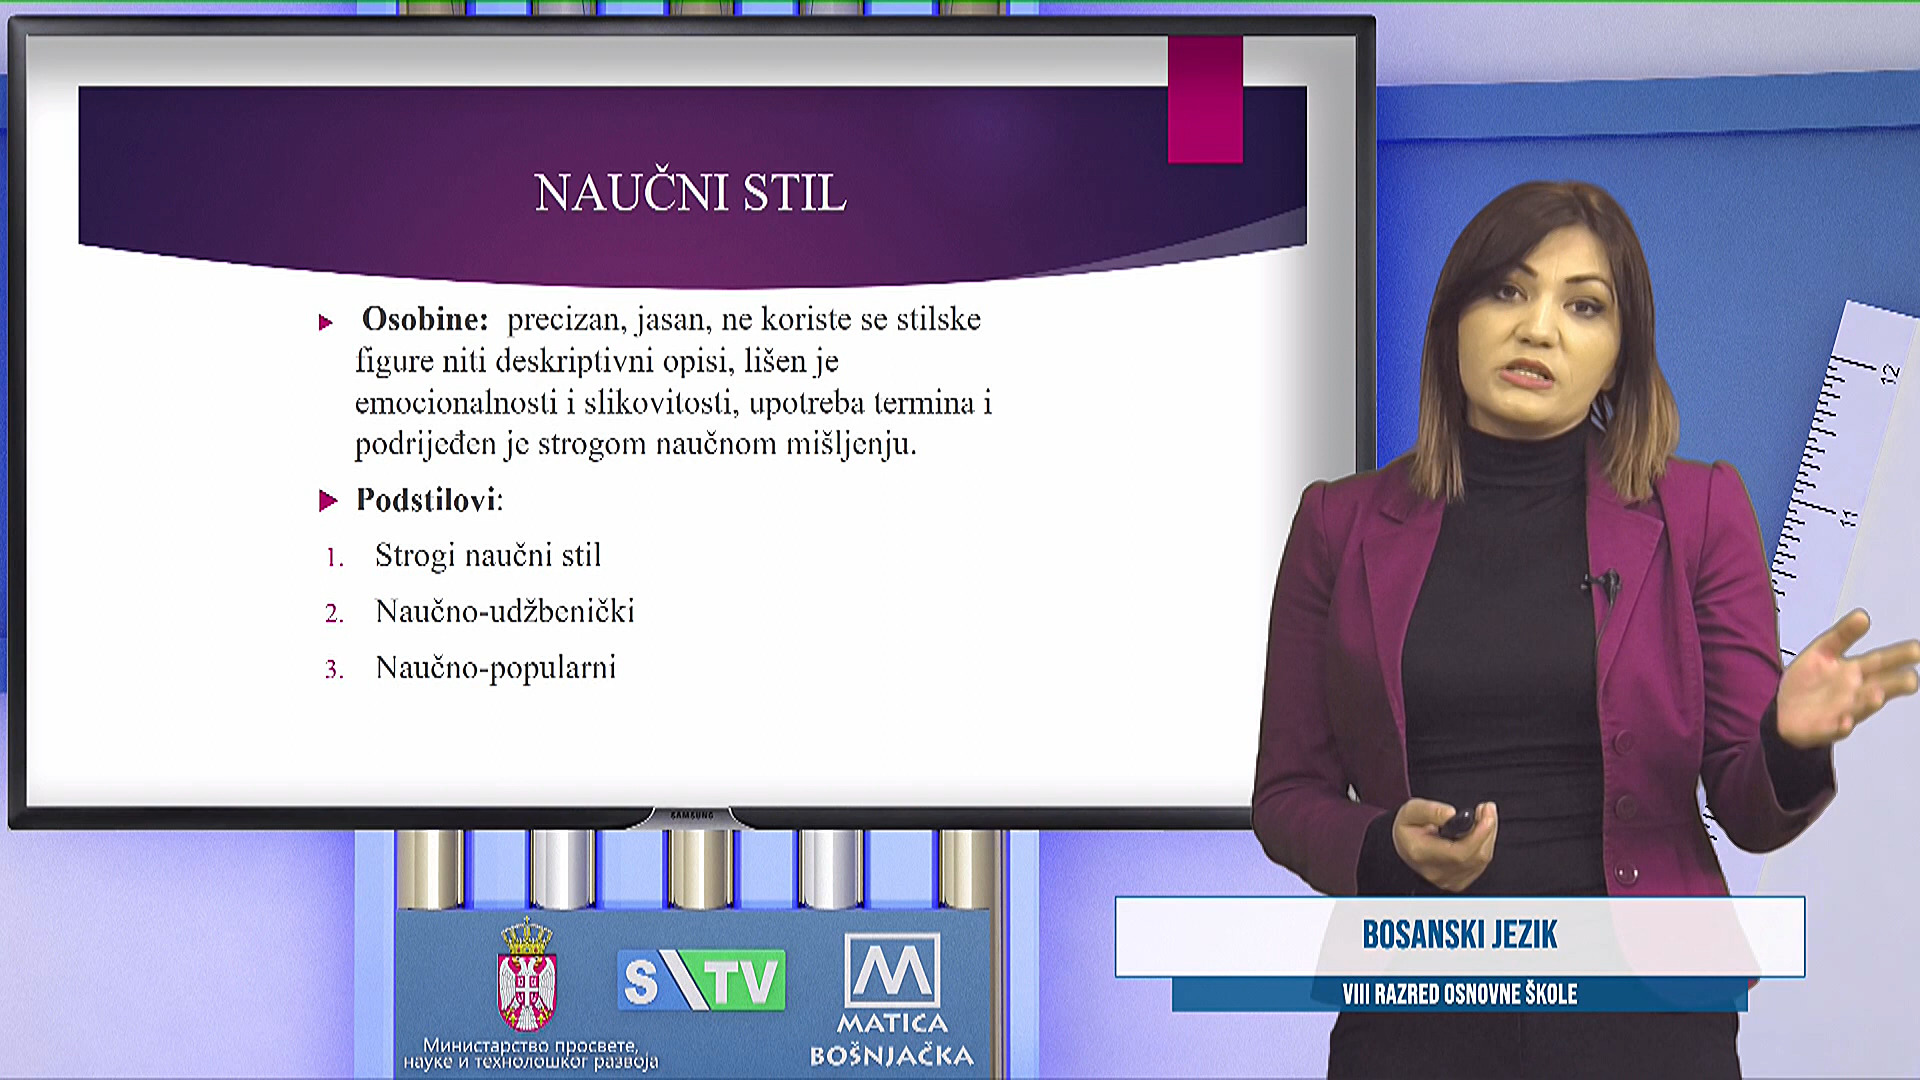 NAUČNI STIL
Osobine: precizan, jasan, ne koriste se stilske
figure niti deskriptivni opisi, lišen je
emocionalnosti i slikovitosti, upotreba termina i
podrijeđen je strogom naučnom mišljenju.
Podstilovi:
1. Strogi naučni stil
2. Naučno-udžbenički
3. Naučno-popularni
SAMSUNG
12
11
BOSANSKI JEZIK
VIII RAZRED OSNOVNE ŠKOLE
S TV
M
MATICA
BOŠNJAČKA
Министарство просвете,
науке и технолошког развоја